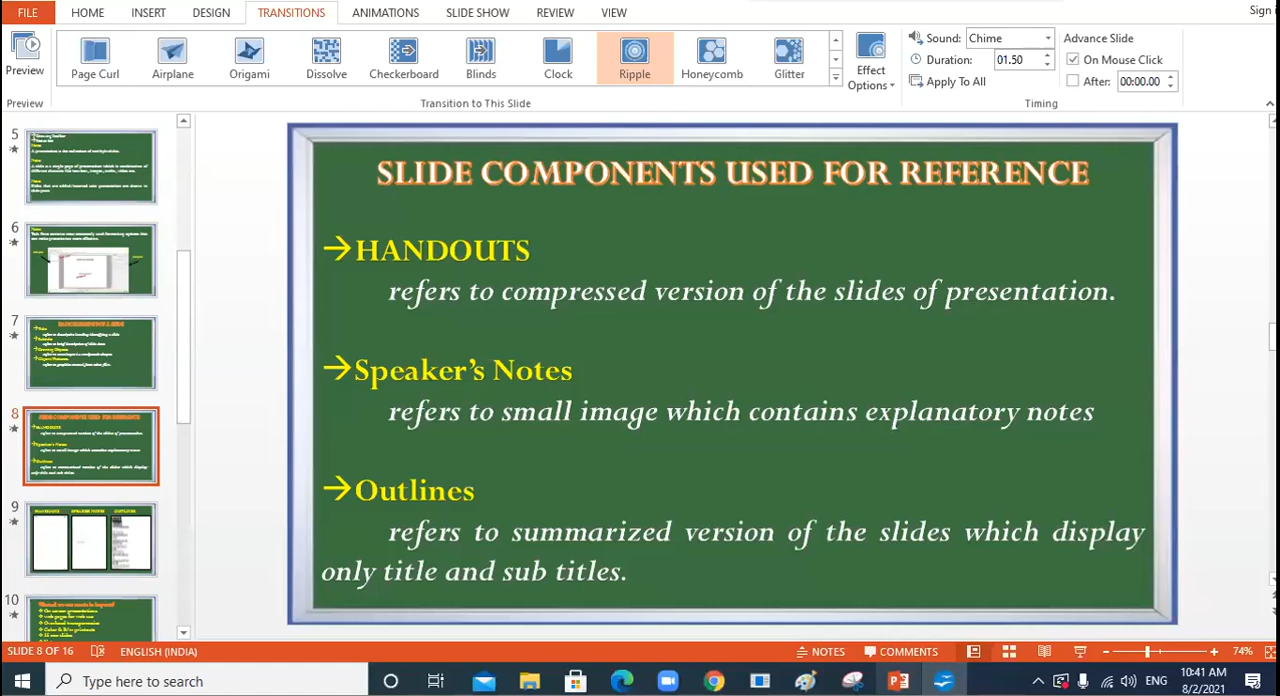 FILE HOME INSERT DESIGN TRANSITIONS ANIMATIONS SLIDE SHOW REVIEW VIEW Sign i
Preview Page Curl Airplane Origami Dissolve Checkerboard Blinds Clock Ripple Honeycomb Glitter Effect Options
Sound: Chime Advance Slide
Duration: 01.50 On Mouse Click
Apply To All After: 00:00.00
Preview Transition to This Slide Timing
5
6
7
8
9
10
SLIDE COMPONENTS USED FOR REFERENCE
→HANDOUTS
refers to compressed version of the slides of presentation.
→Speaker's Notes
refers to small image which contains explanatory notes
→Outlines
refers to summarized version of the slides which display
only title and sub titles.
SLIDE 8 OF 16 ENGLISH (INDIA) NOTES COMMENTS 74%
Type here to search ENG 10:41 AM
8/2/2021